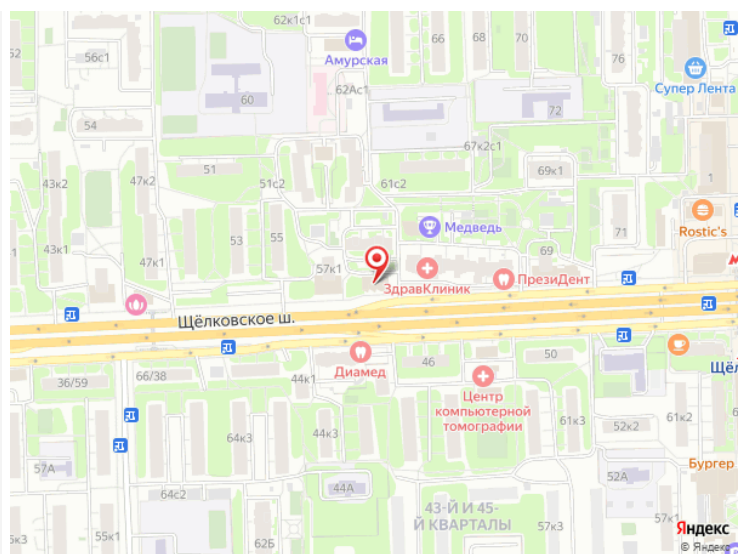 62к1с1
56с1
66
68
70
Амурская
76
Супер Лента
62Ас1
60
72
54
67к2с1
51
69к1
43к2
47к2
51с2
61с2
1
Rostic's
Медведь
71
53
55
69
43к1
47к1
57к1
ЗдравКлиник
ПрезиДент
М
Щёлковское ш.
50
46
Диамед
Щёл
36/59
66/38
44к1
Центр
компьютерной
томографии
61к3
61к2
52к2
64к3
44к3
57А
52А
Бургер
44А
64с2
43-Й И 45-
Й КВАРТАЛЫ
57к3
55к1
62Б
Яндекс
© Яндекс